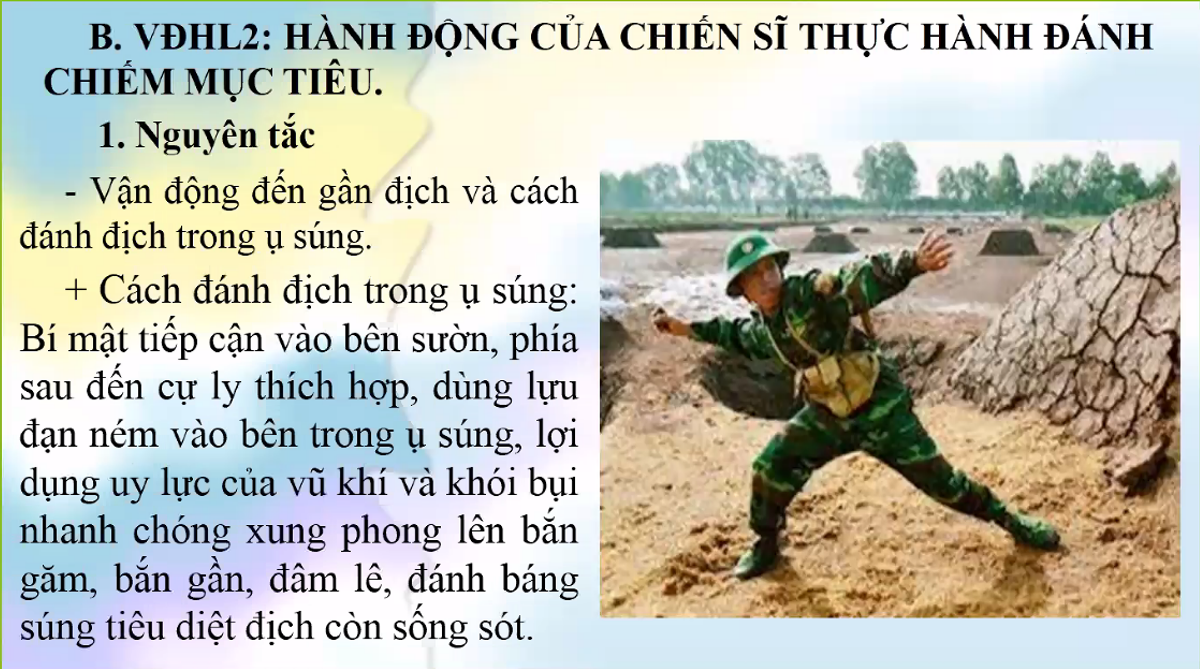 B. VĐHL2: HÀNH ĐỘNG CỦA CHIẾN SĨ THỰC HÀNH ĐÁNH
CHIẾM MỤC TIÊU.
1. Nguyên tắc
- Vận động đến gần địch và cách
đánh địch trong ụ súng.
+ Cách đánh địch trong ụ súng:
Bí mật tiếp cận vào bên sườn, phía
sau đến cự ly thích hợp, dùng lựu
đạn ném vào bên trong ụ súng, lợi
dụng uy lực của vũ khí và khói bụi
nhanh chóng xung phong lên bắn
găm, bắn gần, đâm lê, đánh báng
súng tiêu diệt địch còn sống sót.